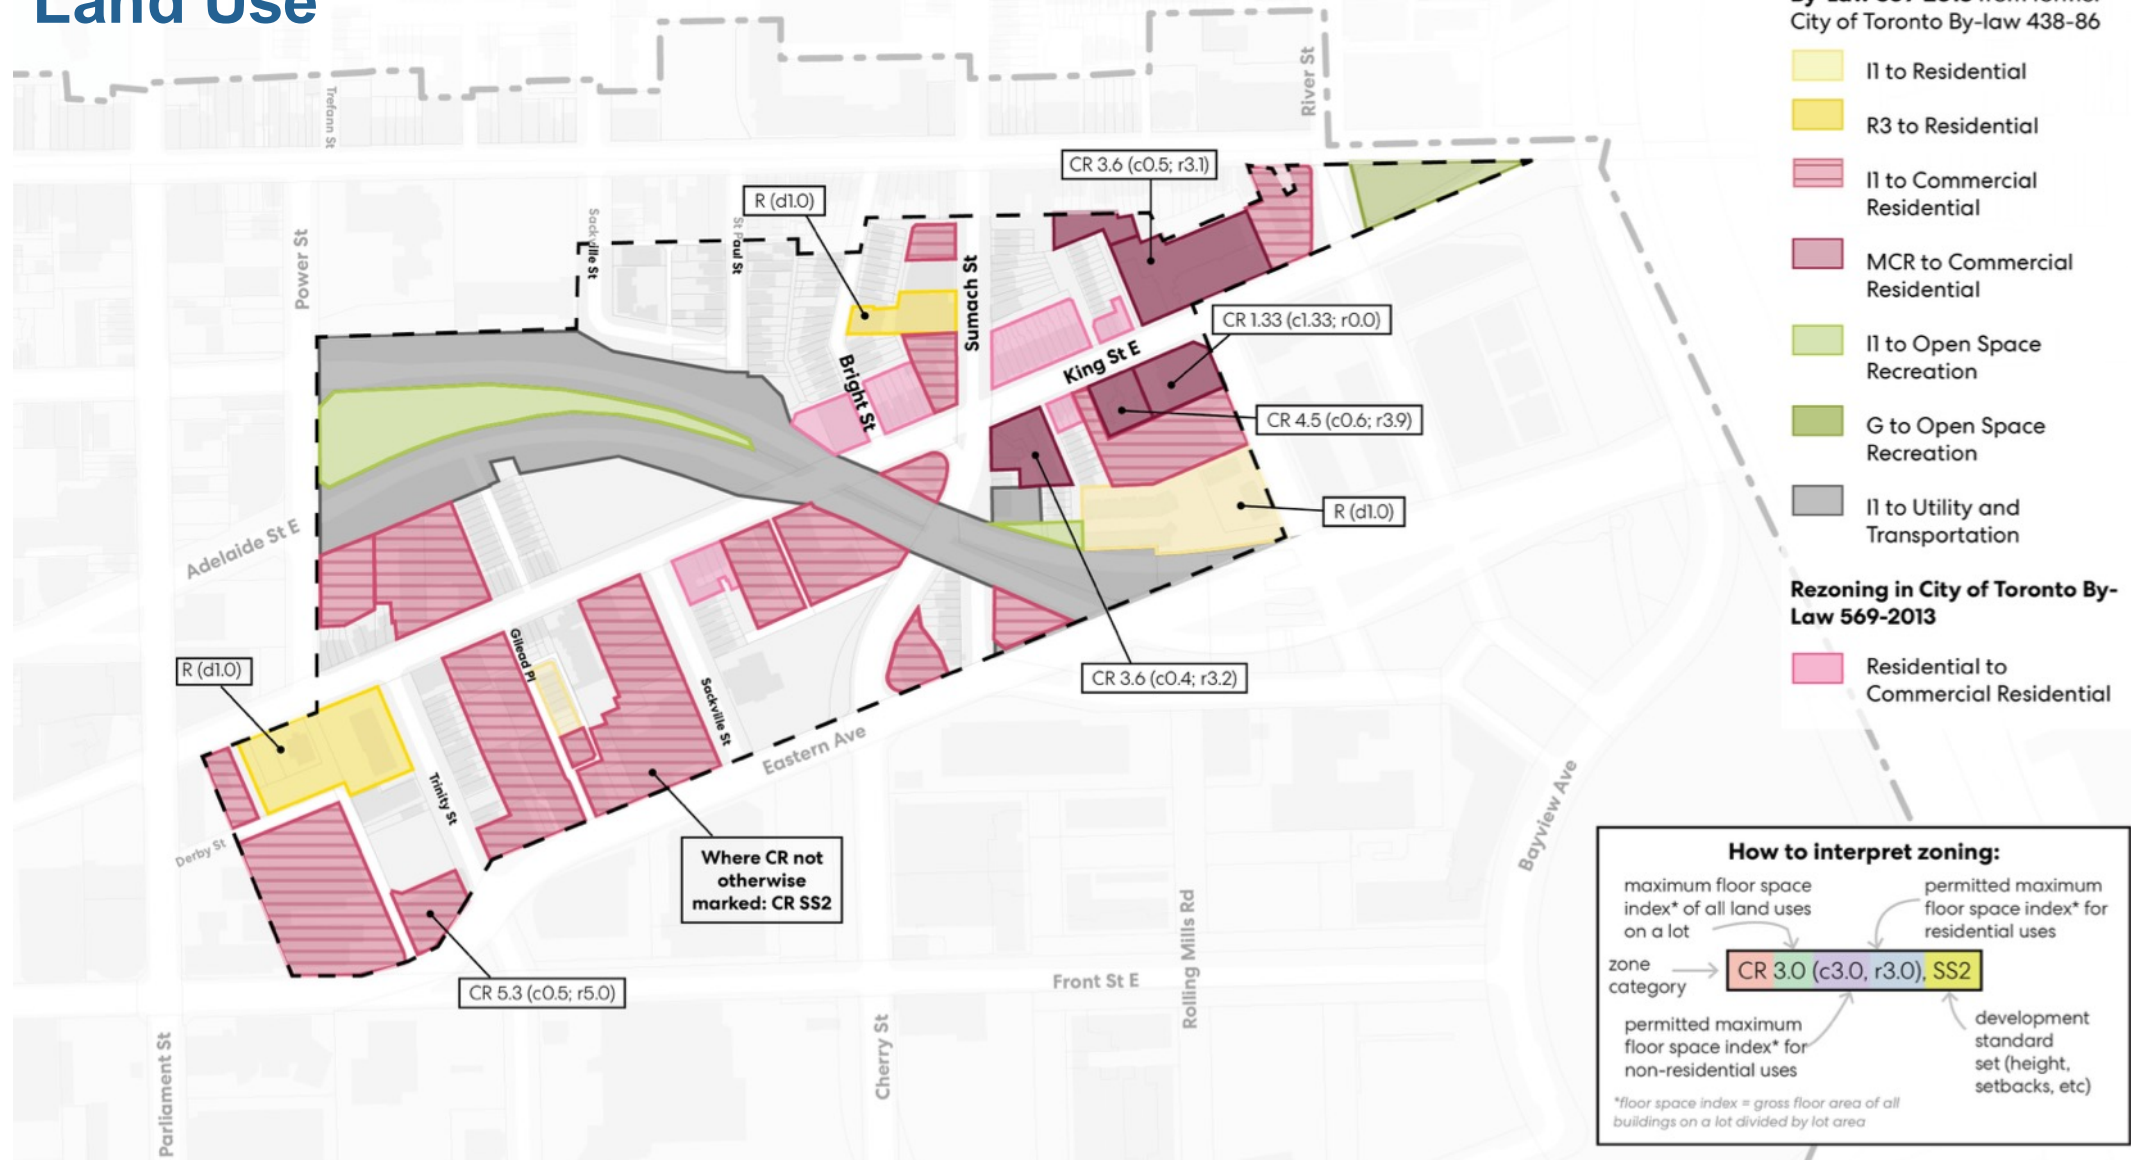 Land Use
By-Law 569-2013 from former
City of Toronto By-law 438-86
I1 to Residential
R3 to Residential
I1 to Commercial
Residential
MCR to Commercial
Residential
I1 to Open Space
Recreation
G to Open Space
Recreation
I1 to Utility and
Transportation
Rezoning in City of Toronto By-
Law 569-2013
Residential to
Commercial Residential
Trefann St
River St
CR 3.6 (c0.5; r3.1)
R (d1.0)
Power St
Sackville St
St Paul St
Sumach St
CR 1.33 (c1.33; r0.0)
King St E
Bright St
CR 4.5 (c0.6; r3.9)
R (d1.0)
Adelaide St E
Gilead Pl
R (d1.0)
CR 3.6 (c0.4; r3.2)
Sackville St
Eastern Ave
Trinity St
Derby St
Where CR not
otherwise
marked: CR SS2
Bayview Ave
CR 5.3 (c0.5; r5.0)
Front St E
Rolling Mills Rd
Cherry St
Parliament St
How to interpret zoning:
maximum floor space
index* of all land uses
on a lot
permitted maximum
floor space index* for
residential uses
zone
category
CR 3.0 (c3.0, r3.0), SS2
permitted maximum
floor space index* for
non-residential uses
development
standard
set (height,
setbacks, etc)
*floor space index = gross floor area of all
buildings on a lot divided by lot area